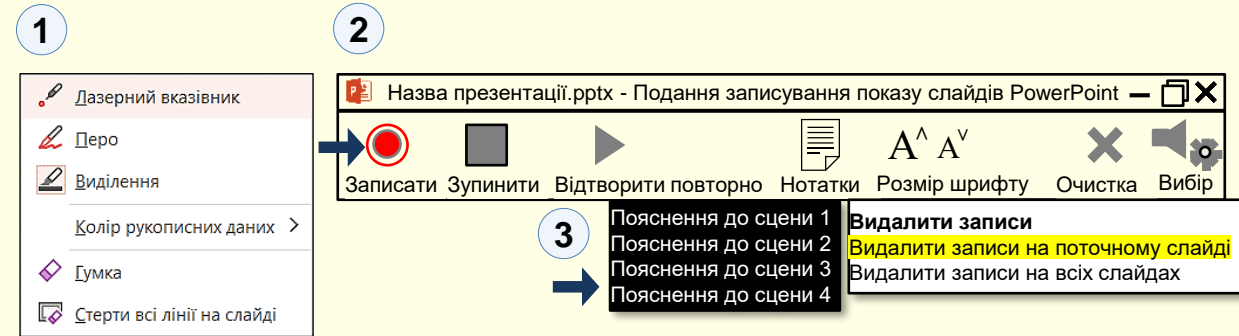 1
2
Лазерний вказівник
Перо
Виділення
Колір рукописних даних
Гумка
Стерти всі лінії на слайді
Назва презентації.pptx - Подання записування показу слайдів PowerPoint
A^ A˅
Записати Зупинити Відтворити повторно Нотатки Розмір шрифту Очистка Вибір
3
Пояснення до сцени 1
Пояснення до сцени 2
Пояснення до сцени 3
Пояснення до сцени 4
Видалити записи
Видалити записи на поточному слайді
Видалити записи на всіх слайдах